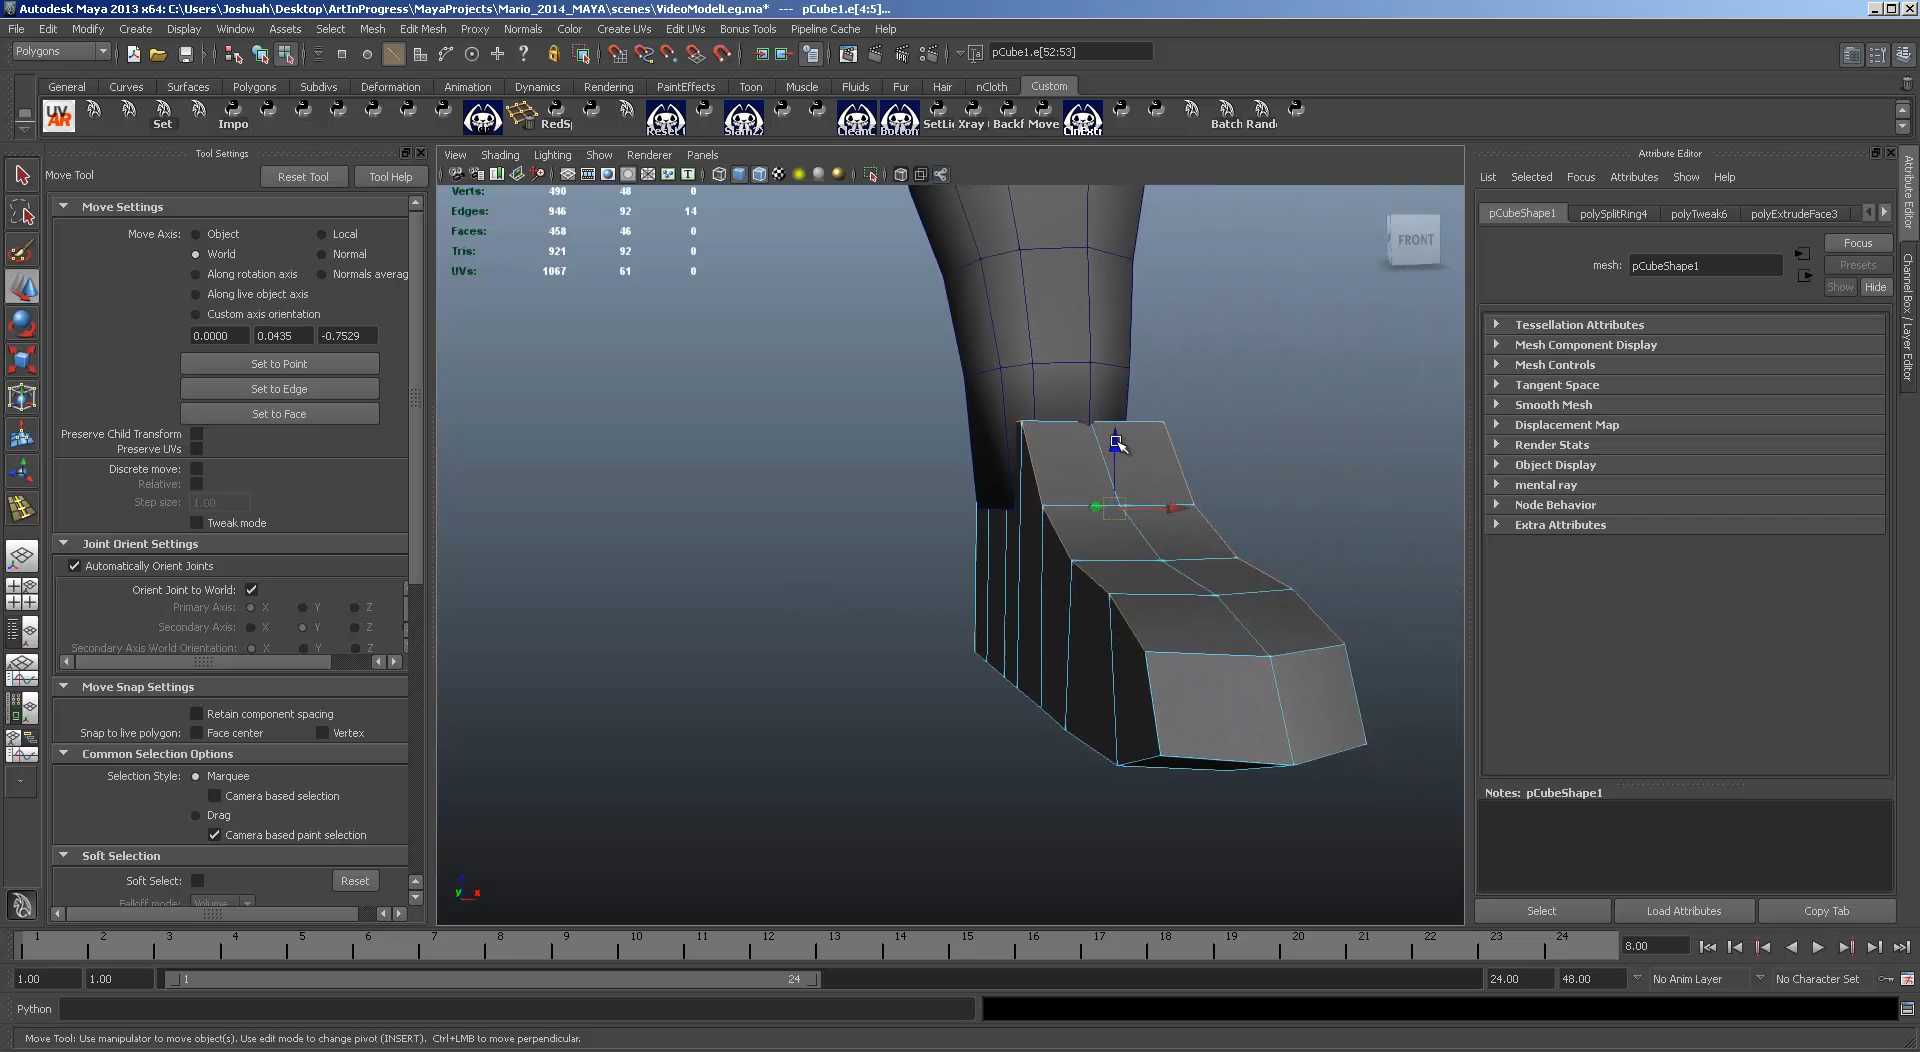 Autodesk Maya 2013 x64: C:\Users\Joshuah\Desktop\ArtInProgress\MayaProjects\Mario_2014_MAYA\scenes\VideoModelLeg.ma* --- pCube1.e[4:5]...
File Edit Modify Create Display Window Assets Select Mesh Edit Mesh Proxy Normals Color Create UVs Edit UVs Bonus Tools Pipeline Cache Help
Polygons pCube1.e[52:53]
General Curves Surfaces Polygons Subdivs Deformation Animation Dynamics Rendering PaintEffects Toon Muscle Fluids Fur Hair nCloth Custom
Set Impo Xray Backf Move Batch Rand
Tool Settings
Move Tool Reset Tool Tool Help
Move Settings
Move Axis: Object Local
World Normal
Along rotation axis Normals averag
Along live object axis
Custom axis orientation
0.0000 0.0435 -0.7529
Set to Point
Set to Edge
Set to Face
Preserve Child Transform
Preserve UVs
Discrete move:
Relative:
Step size: 1.00
Tweak mode
Joint Orient Settings
Automatically Orient Joints
Orient Joint to World:
Primary Axis: X Y Z
Secondary Axis: X Y Z
Secondary Axis World Orientation: X Y Z
Move Snap Settings
Retain component spacing
Snap to live polygon: Face center Vertex
Common Selection Options
Selection Style: Marquee
Camera based selection
Drag
Camera based paint selection
Soft Selection
Soft Select: Reset
Falloff mode: Volume
View Shading Lighting Show Renderer Panels
Verts: 490 48 0
Edges: 946 92 14
Faces: 458 46 0
Tris: 921 92 0
UVs: 1067 61 0
FRONT
y x
Attribute Editor
List Selected Focus Attributes Show Help
pCubeShape1 polySplitRing4 polyTweak6 polyExtrudeFace3
mesh: pCubeShape1
Focus
Presets
Show Hide
Tessellation Attributes
Mesh Component Display
Mesh Controls
Tangent Space
Smooth Mesh
Displacement Map
Render Stats
Object Display
mental ray
Node Behavior
Extra Attributes
Notes: pCubeShape1
Select Load Attributes Copy Tab
Attribute Editor
Channel Box / Layer Editor
1 2 3 4 5 6 7 8 9 10 11 12 13 14 15 16 17 18 19 20 21 22 23 24 8.00
1.00 1.00 1 24 24.00 48.00 No Anim Layer No Character Set
Python
Move Tool: Use manipulator to move object(s). Use edit mode to change pivot (INSERT). Ctrl+LMB to move perpendicular.